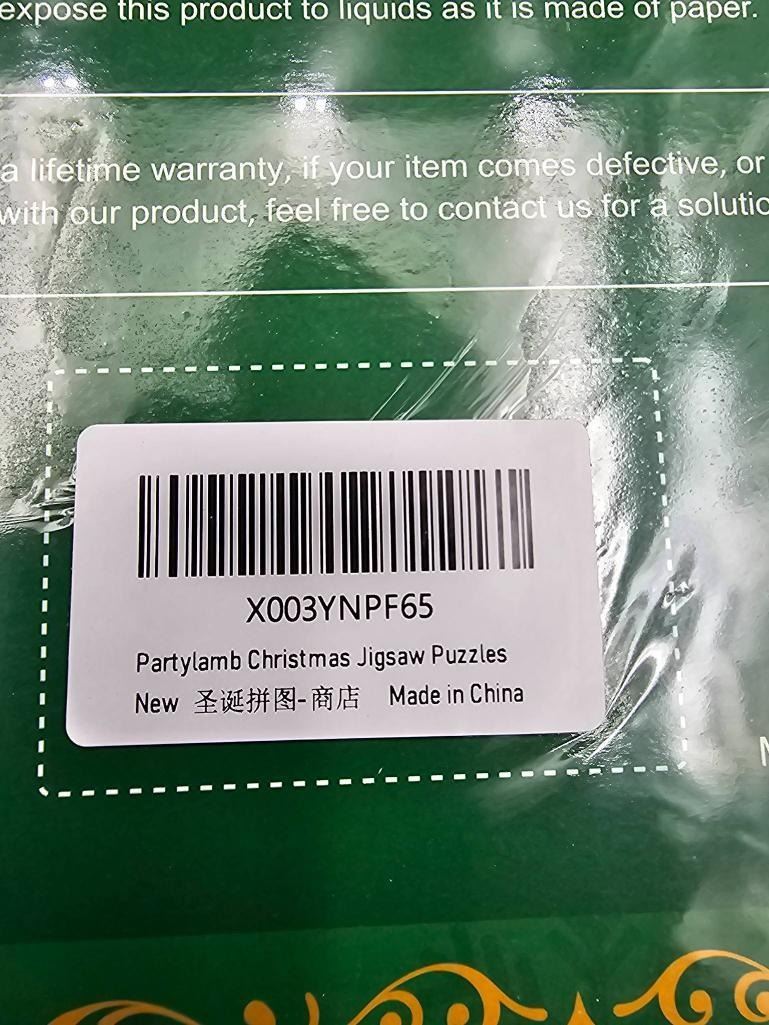 expose this product to liquids as it is made of paper.
a lifetime warranty, if your item comes defective, or
with our product, feel free to contact us for a
X003YNPF65
Partylamb Christmas Jigsaw Puzzles
New 圣诞拼图-商店 Made in China